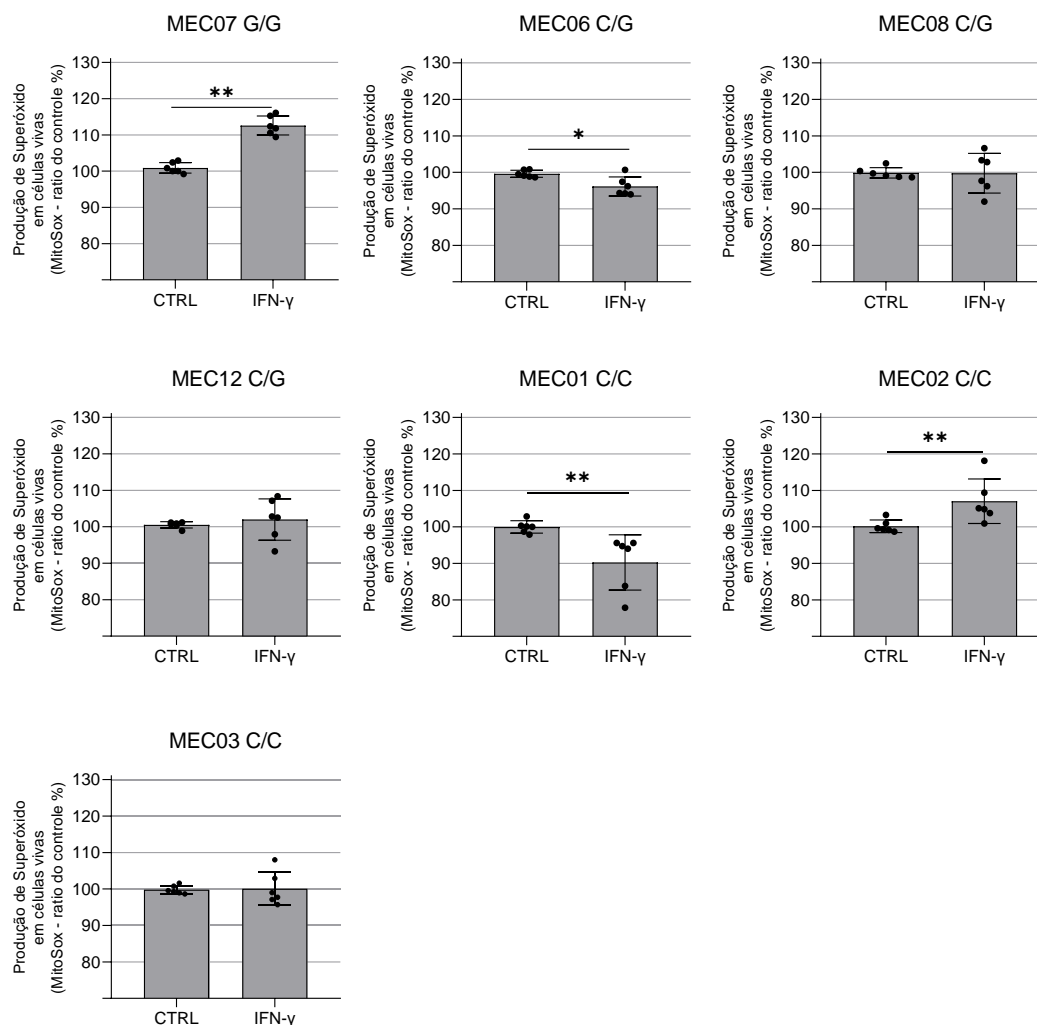 MEC07 G/G
130
120
110
100
90
80
Produção de Superóxido
em células vivas
(MitoSox - ratio do controle %)
**
CTRL
IFN-γ
MEC06 C/G
130
120
110
100
90
80
Produção de Superóxido
em células vivas
(MitoSox - ratio do controle %)
*
CTRL
IFN-γ
MEC08 C/G
130
120
110
100
90
80
Produção de Superóxido
em células vivas
(MitoSox - ratio do controle %)
CTRL
IFN-γ
MEC12 C/G
130
120
110
100
90
80
Produção de Superóxido
em células vivas
(MitoSox - ratio do controle %)
CTRL
IFN-γ
MEC01 C/C
130
120
110
100
90
80
Produção de Superóxido
em células vivas
(MitoSox - ratio do controle %)
**
CTRL
IFN-γ
MEC02 C/C
130
120
110
100
90
80
Produção de Superóxido
em células vivas
(MitoSox - ratio do controle %)
**
CTRL
IFN-γ
MEC03 C/C
130
120
110
100
90
80
Produção de Superóxido
em células vivas
(MitoSox - ratio do controle %)
CTRL
IFN-γ